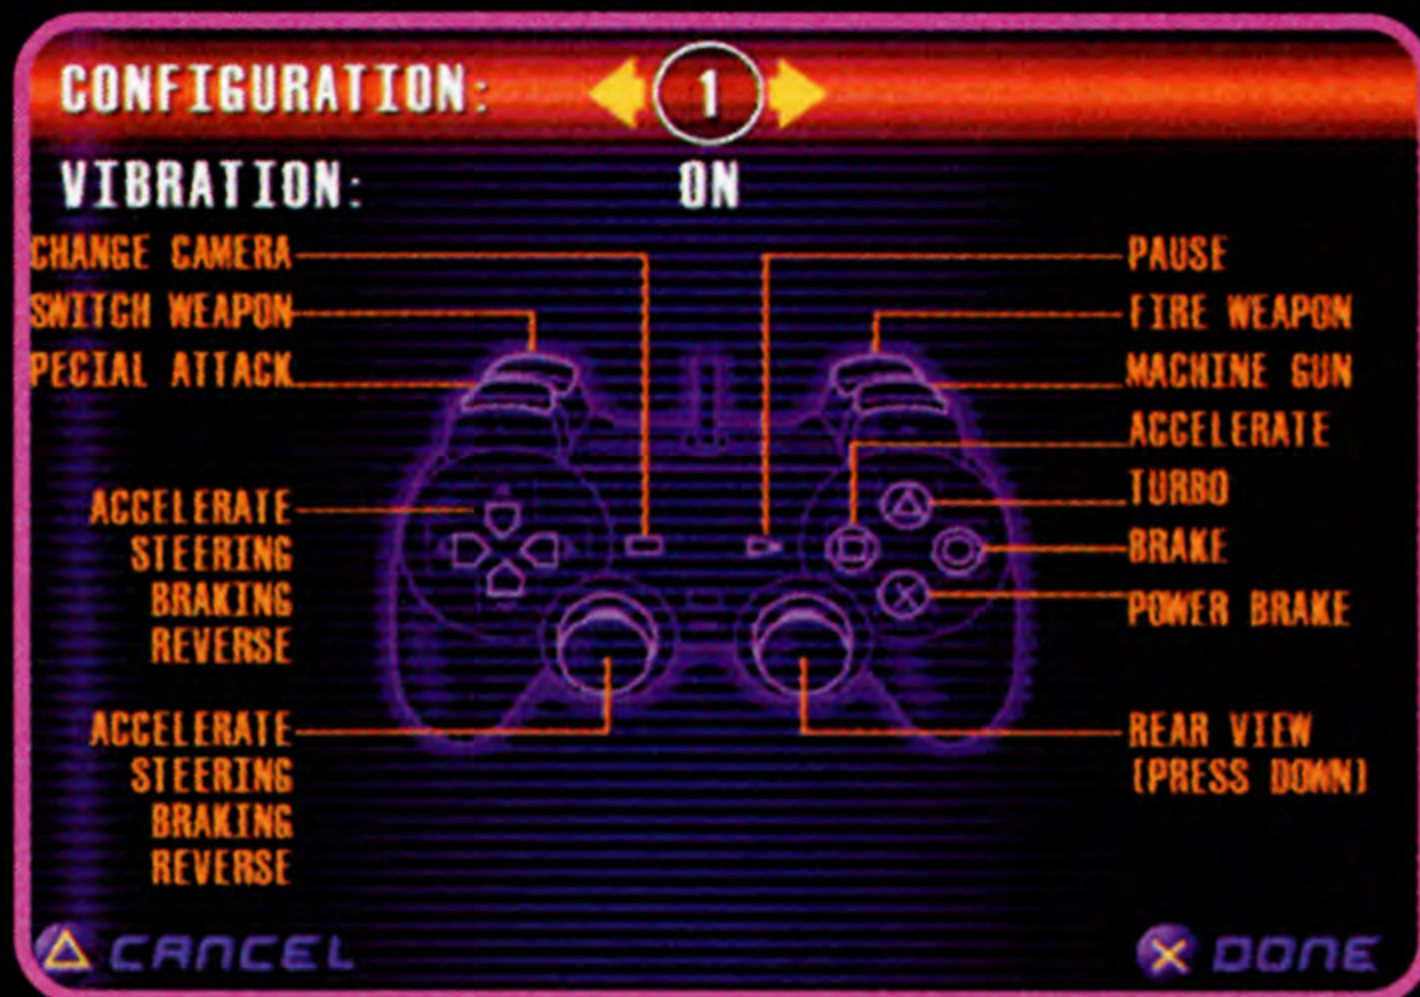 CONFIGURATION: 1
VIBRATION: ON
CHANGE CAMERA
SWITCH WEAPON
PECIAL ATTACK
ACCELERATE
STEERING
BRAKING
REVERSE
ACCELERATE
STEERING
BRAKING
REVERSE
PAUSE
FIRE WEAPON
MACHINE GUN
ACCELERATE
TURBO
BRAKE
POWER BRAKE
REAR VIEW
(PRESS DOWN)
CANCEL
DONE